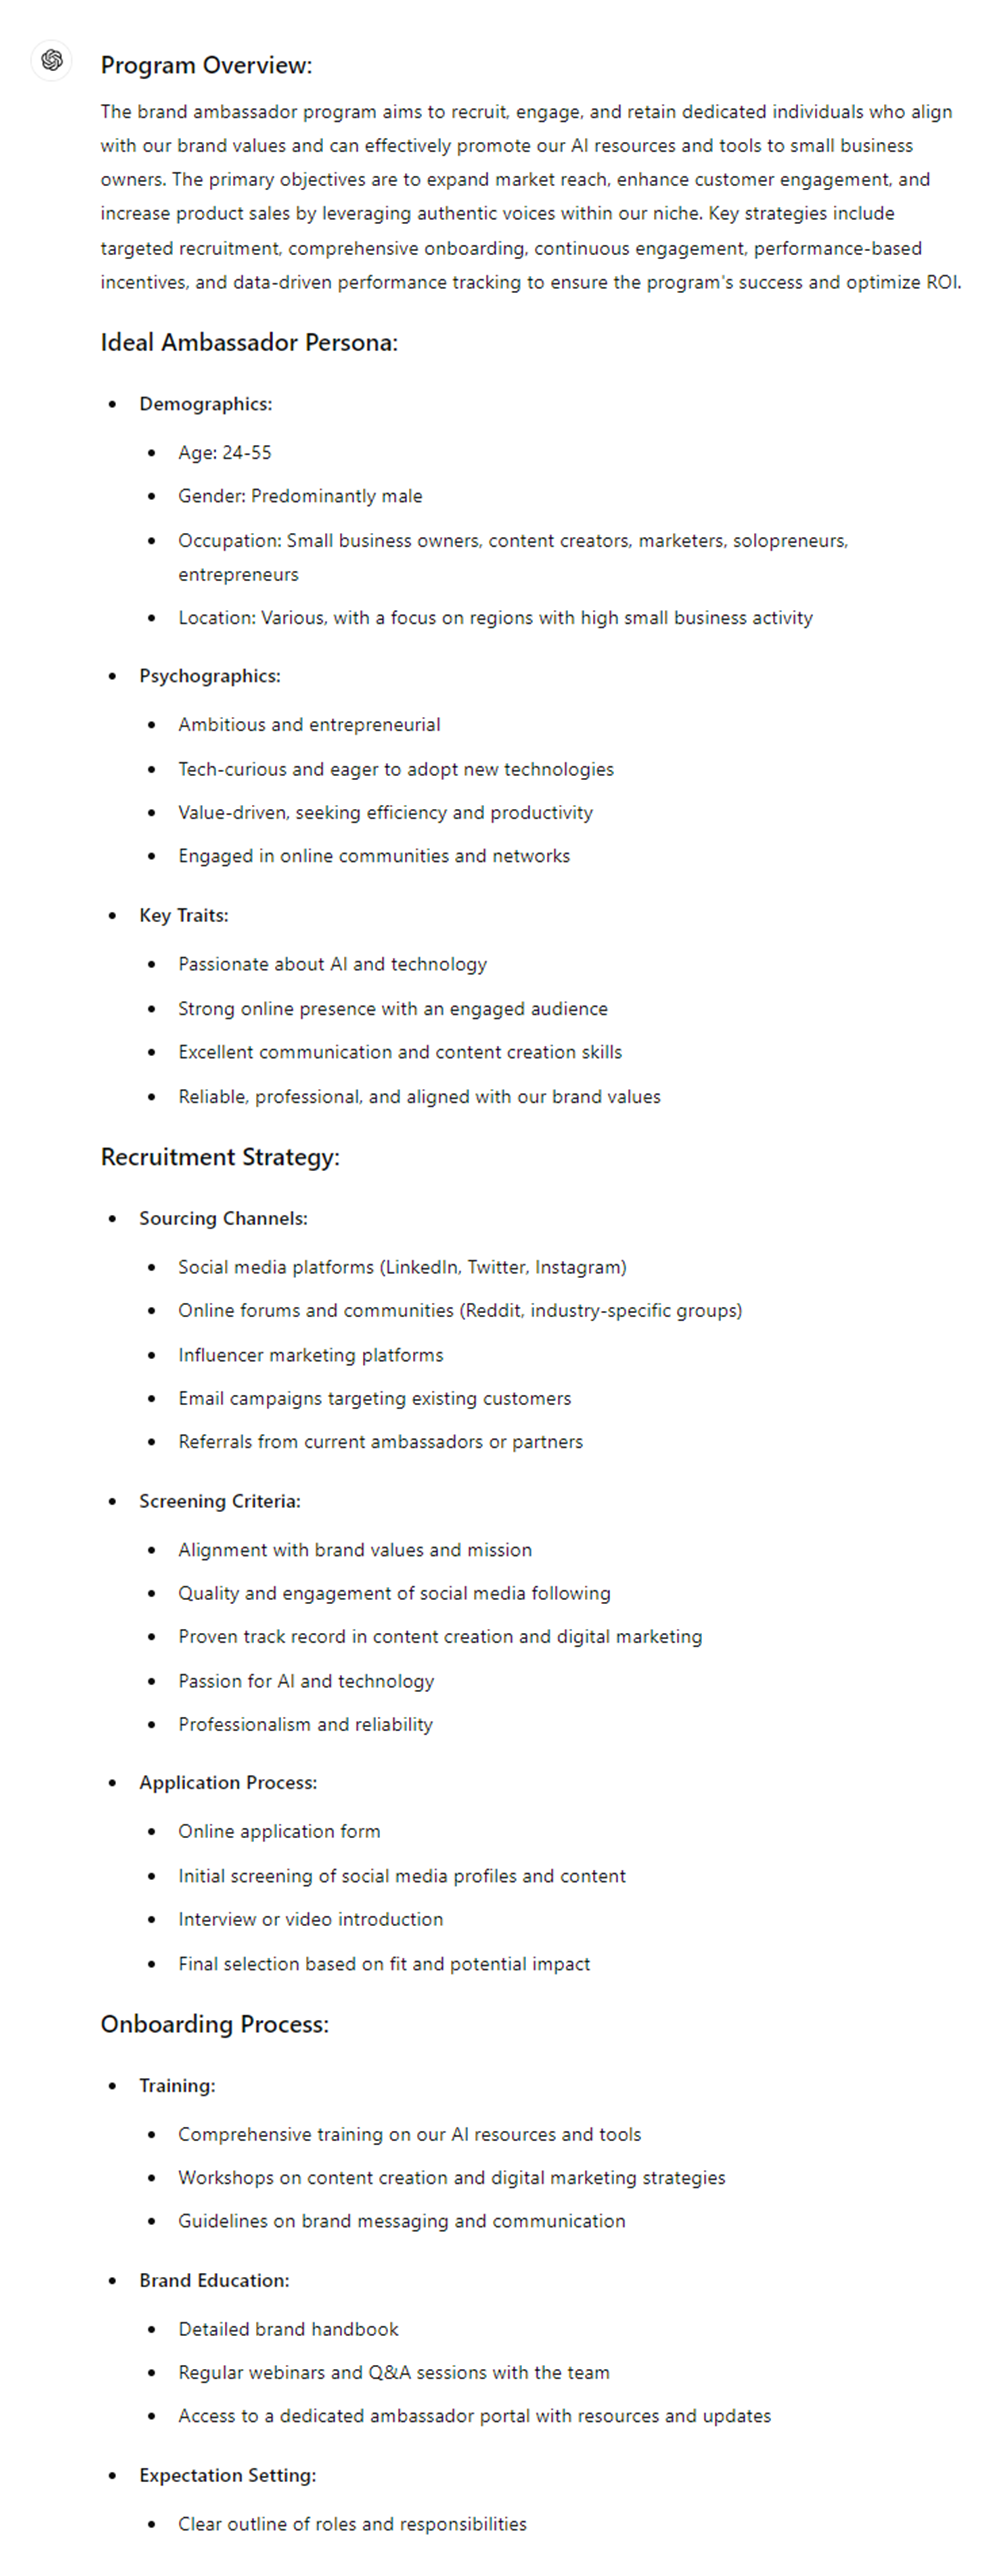 Program Overview:
The brand ambassador program aims to recruit, engage, and retain dedicated individuals who align
with our brand values and can effectively promote our AI resources and tools to small business
owners. The primary objectives are to expand market reach, enhance customer engagement, and
increase product sales by leveraging authentic voices within our niche. Key strategies include
targeted recruitment, comprehensive onboarding, continuous engagement, performance-based
incentives, and data-driven performance tracking to ensure the program's success and optimize ROI.
Ideal Ambassador Persona:
• Demographics:
• Age: 24-55
• Gender: Predominantly male
• Occupation: Small business owners, content creators, marketers, solopreneurs,
entrepreneurs
• Location: Various, with a focus on regions with high small business activity
• Psychographics:
• Ambitious and entrepreneurial
• Tech-curious and eager to adopt new technologies
• Value-driven, seeking efficiency and productivity
• Engaged in online communities and networks
• Key Traits:
• Passionate about AI and technology
• Strong online presence with an engaged audience
• Excellent communication and content creation skills
• Reliable, professional, and aligned with our brand values
Recruitment Strategy:
• Sourcing Channels:
• Social media platforms (LinkedIn, Twitter, Instagram)
• Online forums and communities (Reddit, industry-specific groups)
• Influencer marketing platforms
• Email campaigns targeting existing customers
• Referrals from current ambassadors or partners
• Screening Criteria:
• Alignment with brand values and mission
• Quality and engagement of social media following
• Proven track record in content creation and digital marketing
• Passion for AI and technology
• Professionalism and reliability
• Application Process:
• Online application form
• Initial screening of social media profiles and content
• Interview or video introduction
• Final selection based on fit and potential impact
Onboarding Process:
• Training:
• Comprehensive training on our AI resources and tools
• Workshops on content creation and digital marketing strategies
• Guidelines on brand messaging and communication
• Brand Education:
• Detailed brand handbook
• Regular webinars and Q&A sessions with the team
• Access to a dedicated ambassador portal with resources and updates
• Expectation Setting:
• Clear outline of roles and responsibilities